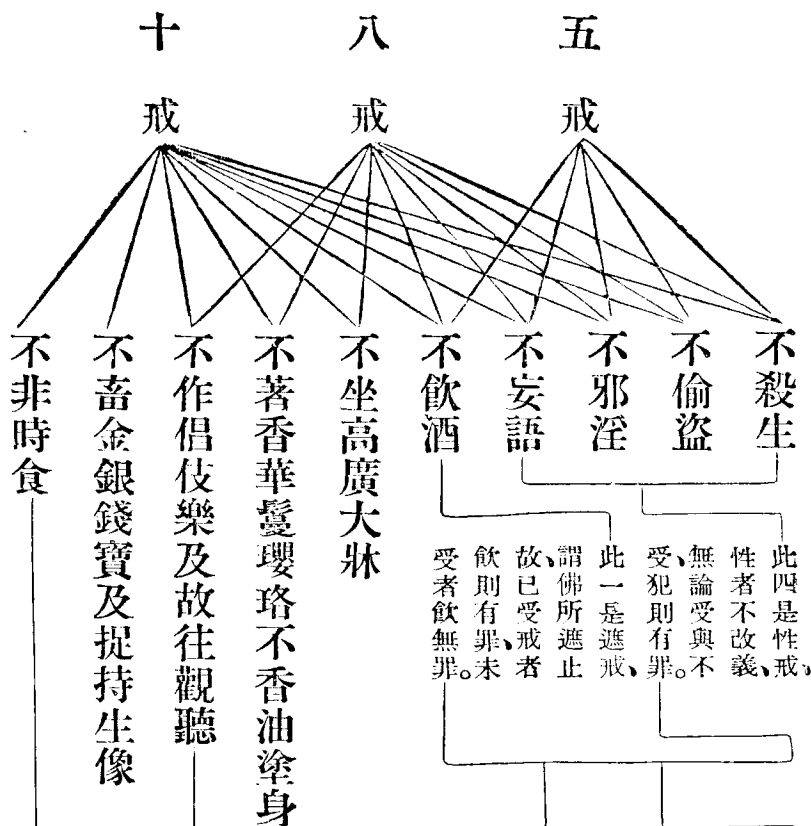 五戒
八戒
十戒
不殺生
不偷盜
不邪淫
不妄語
不飲酒
不坐高廣大牀
不著香華鬘瓔珞不香油塗身
不作倡伎樂及故往觀聽
不畜金銀錢寶及捉持生像
不非時食
此四是性戒、
性者不改義、
無論受與不
受、犯則有罪。
此一是遮戒、
謂佛所遮止
故、已受戒者
飲則有罪、未
受者飲無罪。